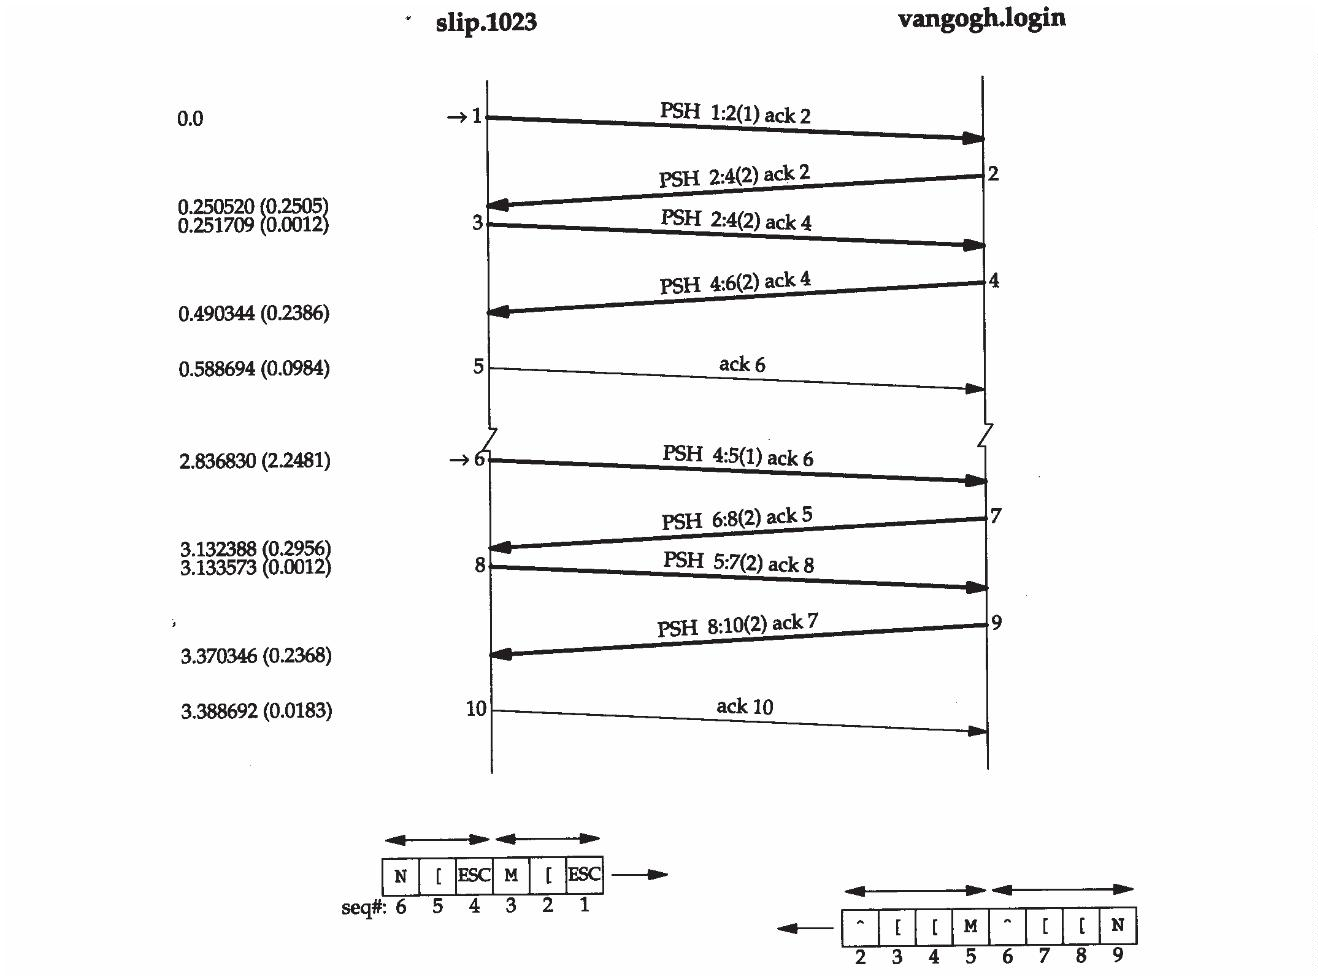 slip.1023 vangogh.login
0.0 → 1 PSH 1:2(1) ack 2
PSH 2:4(2) ack 2 2
0.250520 (0.2505)
0.251709 (0.0012) 3 PSH 2:4(2) ack 4
PSH 4:6(2) ack 4 4
0.490344 (0.2386)
0.588694 (0.0984) 5 ack 6
2.836830 (2.2481) → 6 PSH 4:5(1) ack 6
PSH 6:8(2) ack 5 7
3.132388 (0.2956)
3.133573 (0.0012) 8 PSH 5:7(2) ack 8
PSH 8:10(2) ack 7 9
3.370346 (0.2368)
3.388692 (0.0183) 10 ack 10
N [ ESC M [ ESC
seq#: 6 5 4 3 2 1
^ [ [ M ^ [ [ N
2 3 4 5 6 7 8 9